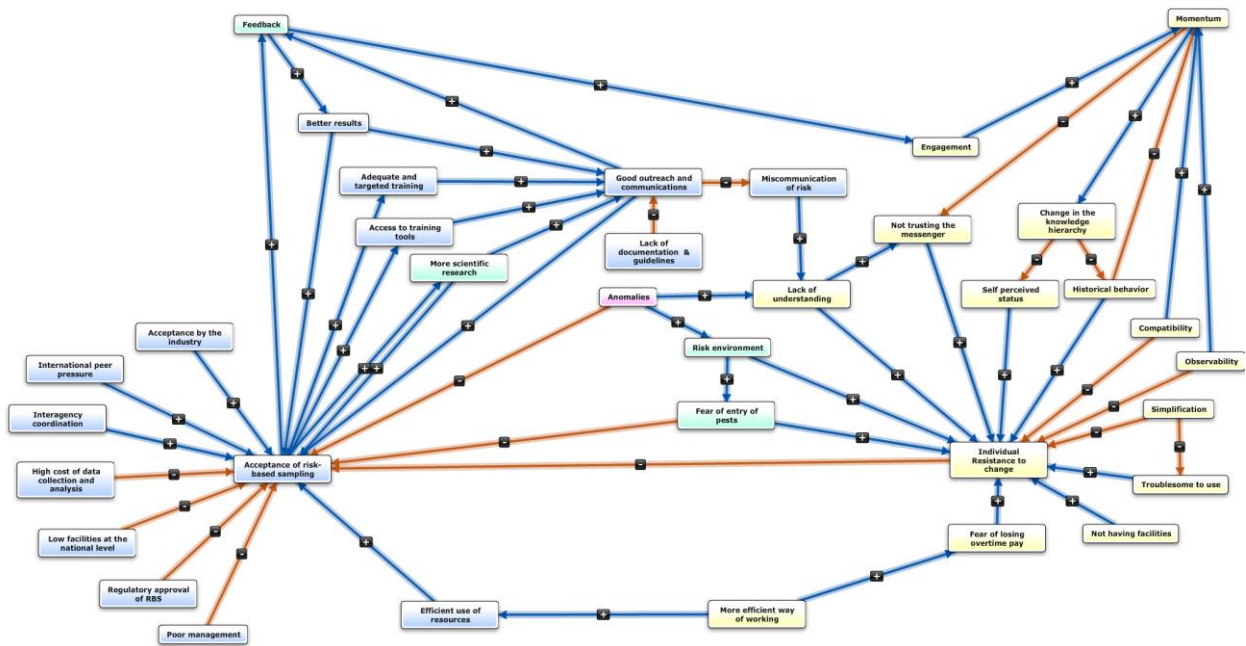 Feedback
Momentum
Better results
Engagement
Adequate and
targeted training
Good outreach and
communications
Miscommunication
of risk
Access to training
tools
Not trusting the
messenger
Change in the
knowledge
hierarchy
Lack of
documentation &
guidelines
More scientific
research
Anomalies
Lack of
understanding
Self perceived
status
Historical behavior
Acceptance by the
industry
Compatibility
Risk environment
Observability
International peer
pressure
Interagency
coordination
Fear of entry of
pests
Simplification
High cost of data
collection and
analysis
Acceptance of risk-
based sampling
Individual
Resistance to
change
Troublesome to use
Low facilities at the
national level
Fear of losing
overtime pay
Not having facilities
Regulatory approval
of RBS
Efficient use of
resources
More efficient way
of working
Poor management